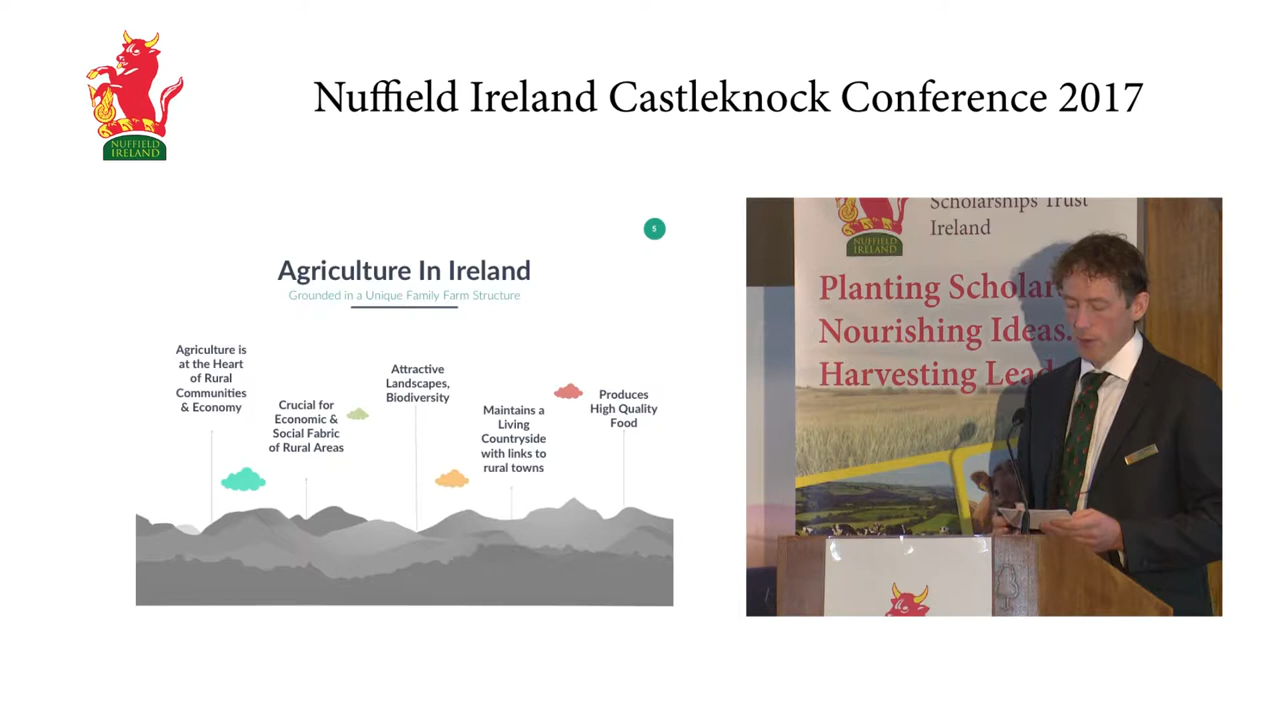 Nuffield Ireland Castleknock Conference 2017
NUFFIELD
IRELAND
5
Agriculture In Ireland
Grounded in a Unique Family Farm Structure
Agriculture is
at the Heart
of Rural
Communities
& Economy
Crucial for
Economic &
Social Fabric
of Rural Areas
Attractive
Landscapes,
Biodiversity
Maintains a
Living
Countryside
with links to
rural towns
Produces
High Quality
Food
Scholarships Trust
Ireland
NUFFIELD
IRELAND
Planting Scholar
Nourishing Ideas.
Harvesting Lead